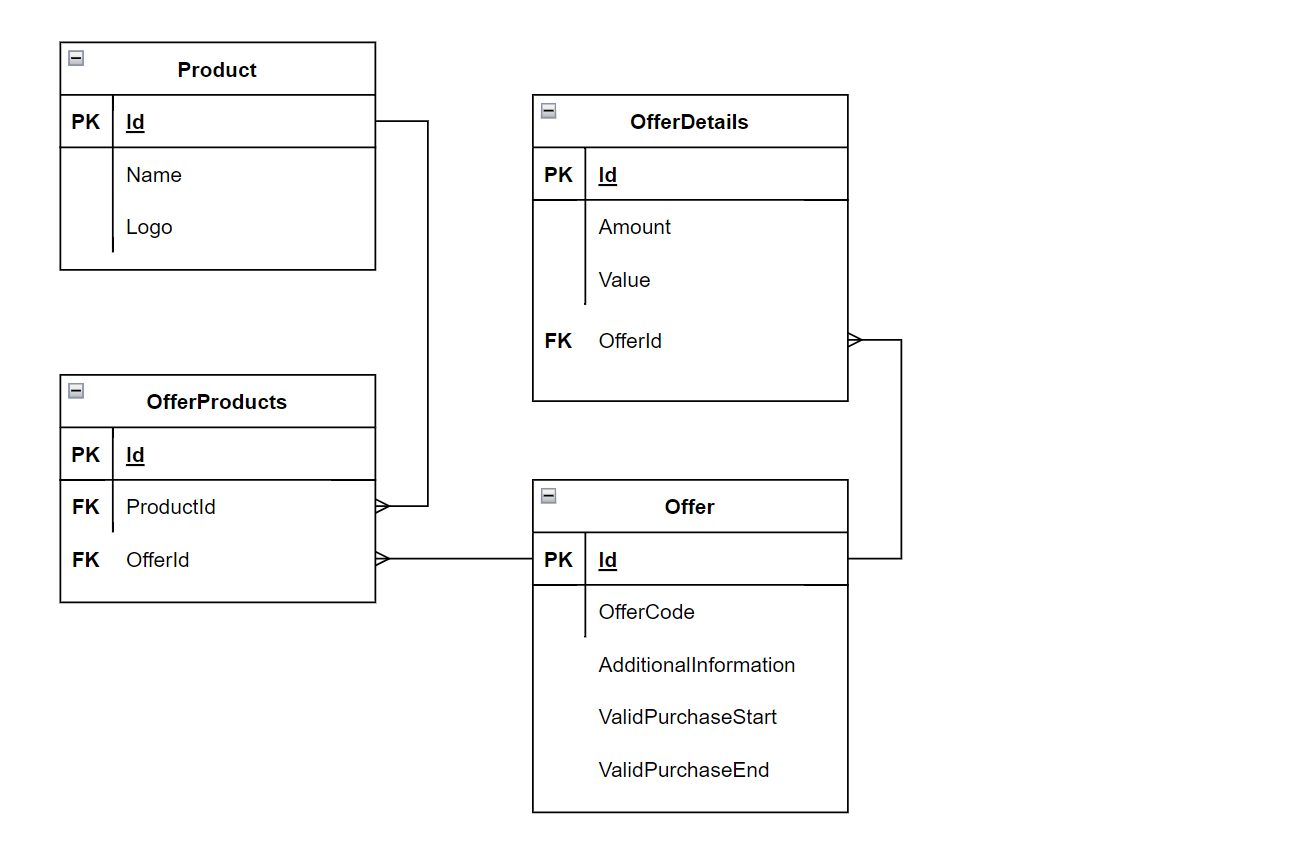 Product
PK Id
Name
Logo
OfferDetails
PK Id
Amount
Value
FK OfferId
OfferProducts
PK Id
FK ProductId
FK OfferId
Offer
PK Id
OfferCode
AdditionalInformation
ValidPurchaseStart
ValidPurchaseEnd